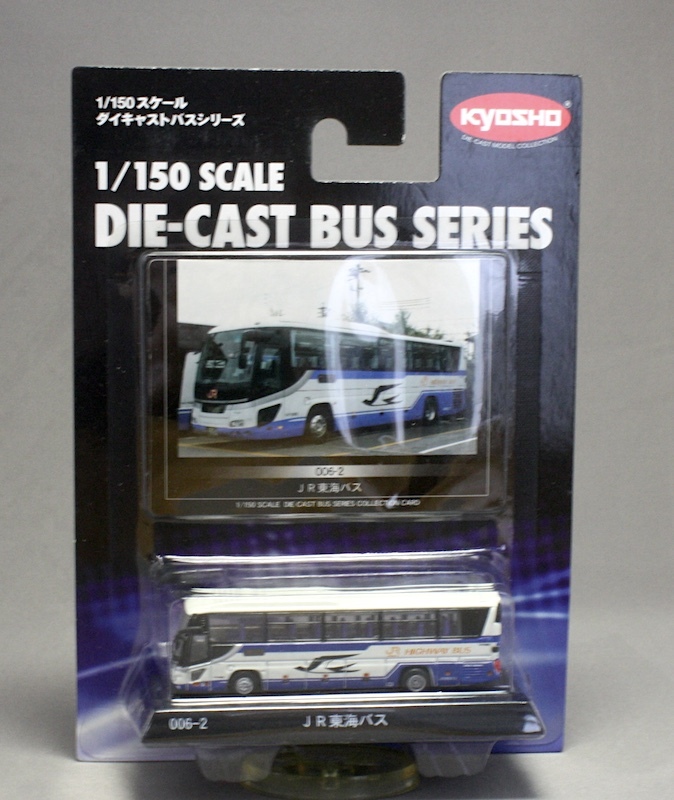 1/150スケール
ダイキャストバスシリーズ
KYOSHO
DIE-CAST MODEL COLLECTION
1/150 SCALE
DIE-CAST BUS SERIES
JR
006-2
JR東海バス
1/150 SCALE DIE CAST BUS SERIES COLLECTION CARD
JR HIGHWAY BUS
006-2 JR東海バス